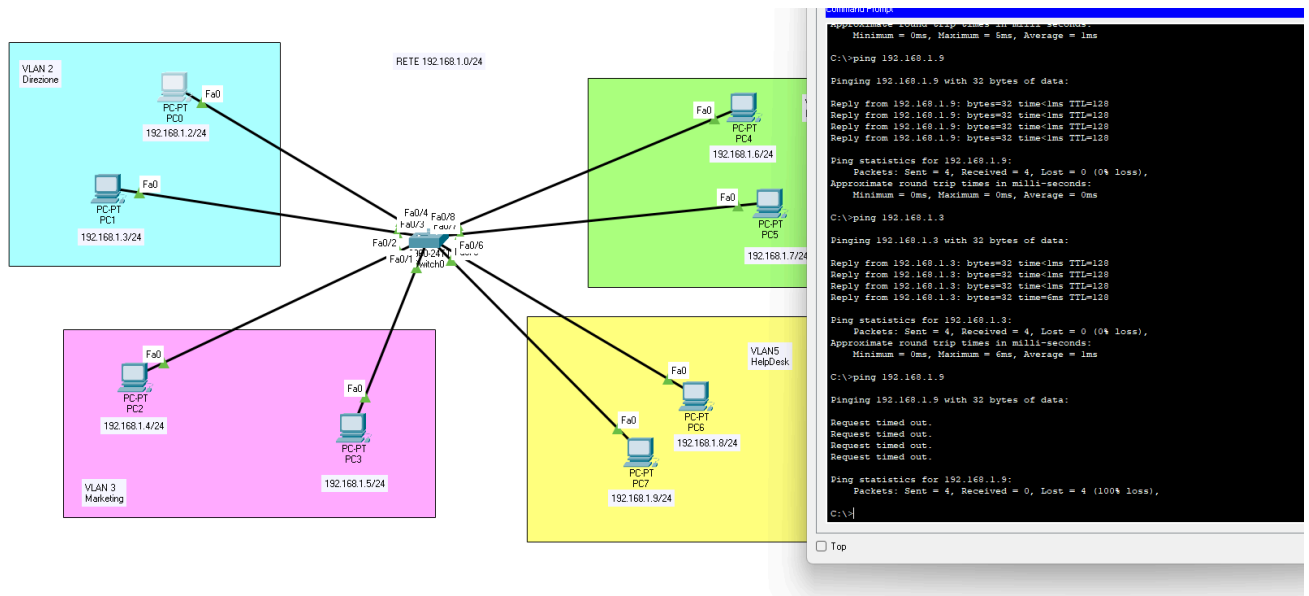 VLAN 2
Direzione
PC-PT
PC0
Fa0
192.168.1.2/24
PC-PT
PC1
Fa0
192.168.1.3/24
RETE 192.168.1.0/24
Fa0
PC-PT
PC4
192.168.1.6/24
Fa0
PC-PT
PC5
192.168.1.7/24
Fa0/4
Fa0/8
Fa0/3
Fa0/2
Fa0/6
Fa0/1
Switch0
Fa0
PC-PT
PC2
192.168.1.4/24
Fa0
PC-PT
PC3
192.168.1.5/24
VLAN 3
Marketing
VLAN5
HelpDesk
Fa0
PC-PT
PC6
192.168.1.8/24
Fa0
PC-PT
PC7
192.168.1.9/24
Command Prompt
Approximate round trip times in milli-seconds:
Minimum = 0ms, Maximum = 5ms, Average = 1ms
C:\>ping 192.168.1.9
Pinging 192.168.1.9 with 32 bytes of data:
Reply from 192.168.1.9: bytes=32 time<1ms TTL=128
Reply from 192.168.1.9: bytes=32 time<1ms TTL=128
Reply from 192.168.1.9: bytes=32 time<1ms TTL=128
Reply from 192.168.1.9: bytes=32 time<1ms TTL=128
Ping statistics for 192.168.1.9:
Packets: Sent = 4, Received = 4, Lost = 0 (0% loss),
Approximate round trip times in milli-seconds:
Minimum = 0ms, Maximum = 0ms, Average = 0ms
C:\>ping 192.168.1.3
Pinging 192.168.1.3 with 32 bytes of data:
Reply from 192.168.1.3: bytes=32 time<1ms TTL=128
Reply from 192.168.1.3: bytes=32 time<1ms TTL=128
Reply from 192.168.1.3: bytes=32 time<1ms TTL=128
Reply from 192.168.1.3: bytes=32 time=6ms TTL=128
Ping statistics for 192.168.1.3:
Packets: Sent = 4, Received = 4, Lost = 0 (0% loss),
Approximate round trip times in milli-seconds:
Minimum = 0ms, Maximum = 6ms, Average = 1ms
C:\>ping 192.168.1.9
Pinging 192.168.1.9 with 32 bytes of data:
Request timed out.
Request timed out.
Request timed out.
Request timed out.
Ping statistics for 192.168.1.9:
Packets: Sent = 4, Received = 0, Lost = 4 (100% loss),
C:\>
Top